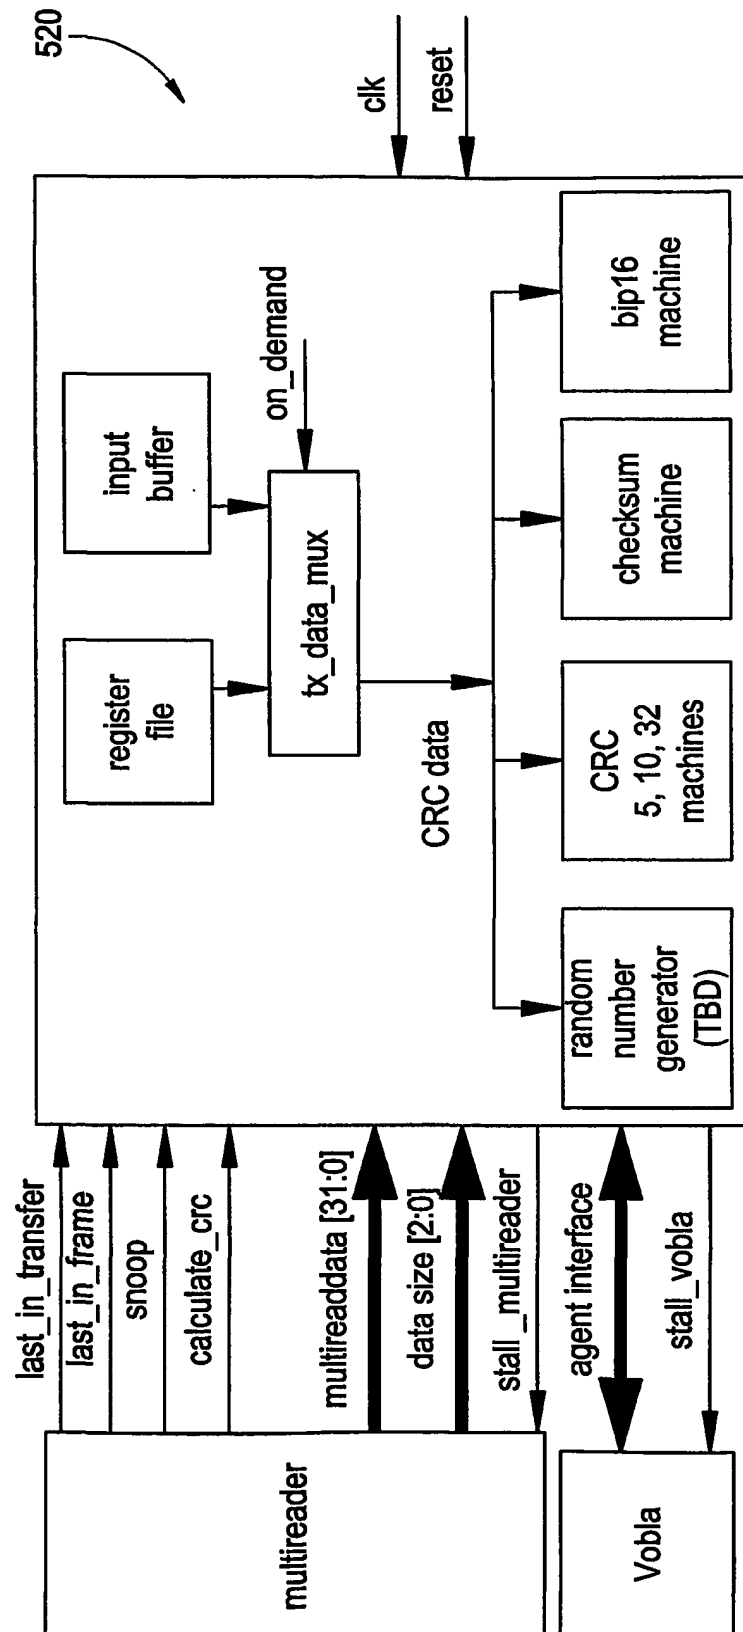 520
last_in_transfer
last_in_frame
snoop
calculate_crc
multireaddata [31:0]
data size [2:0]
stall_multireader
agent interface
stall_vobla
multireader
Vobla
register
file
input
buffer
tx_data_mux
on_demand
CRC data
random
number
generator
(TBD)
CRC
5, 10, 32
machines
checksum
machine
bip16
machine
clk
reset